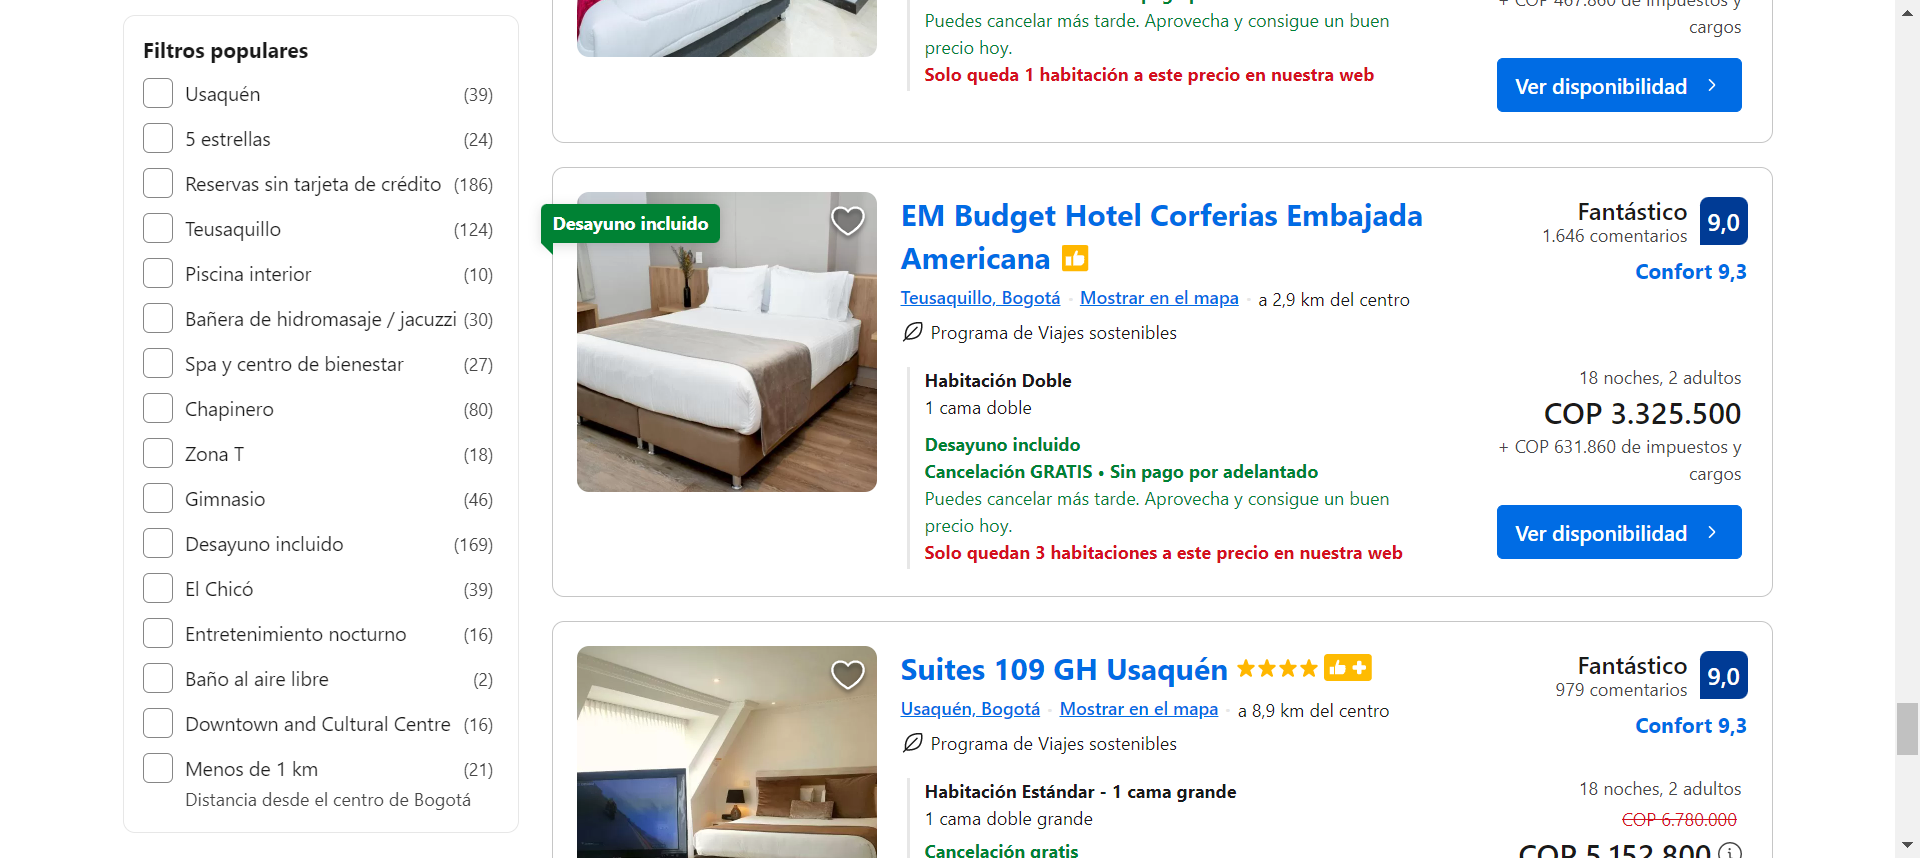 Filtros populares
Usaquén (39)
5 estrellas (24)
Reservas sin tarjeta de crédito (186)
Teusaquillo (124)
Piscina interior (10)
Bañera de hidromasaje / jacuzzi (30)
Spa y centro de bienestar (27)
Chapinero (80)
Zona T (18)
Gimnasio (46)
Desayuno incluido (169)
El Chicó (39)
Entretenimiento nocturno (16)
Baño al aire libre (2)
Downtown and Cultural Centre (16)
Menos de 1 km (21)
Distancia desde el centro de Bogotá
Puedes cancelar más tarde. Aprovecha y consigue un buen
precio hoy.
Solo queda 1 habitación a este precio en nuestra web
+ COP 467.860 de impuestos y
cargos
Ver disponibilidad
Desayuno incluido
EM Budget Hotel Corferias Embajada
Americana
Teusaquillo, Bogotá · Mostrar en el mapa · a 2,9 km del centro
Programa de Viajes sostenibles
Fantástico 9,0
1.646 comentarios
Confort 9,3
Habitación Doble
1 cama doble
Desayuno incluido
Cancelación GRATIS • Sin pago por adelantado
Puedes cancelar más tarde. Aprovecha y consigue un buen
precio hoy.
Solo quedan 3 habitaciones a este precio en nuestra web
18 noches, 2 adultos
COP 3.325.500
+ COP 631.860 de impuestos y
cargos
Ver disponibilidad
Suites 109 GH Usaquén
Usaquén, Bogotá · Mostrar en el mapa · a 8,9 km del centro
Programa de Viajes sostenibles
Fantástico 9,0
979 comentarios
Confort 9,3
Habitación Estándar - 1 cama grande
1 cama doble grande
Cancelación gratis
18 noches, 2 adultos
COP 6.780.000
COP 5.152.800